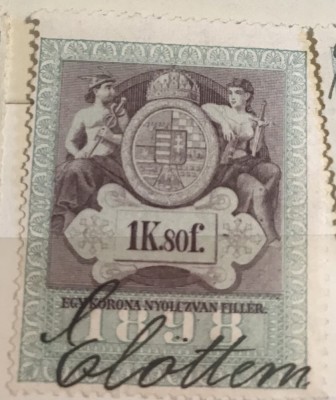 1K.80f.
EGY KORONA NYOLCZVAN FILLÉR.
1898
Előttem